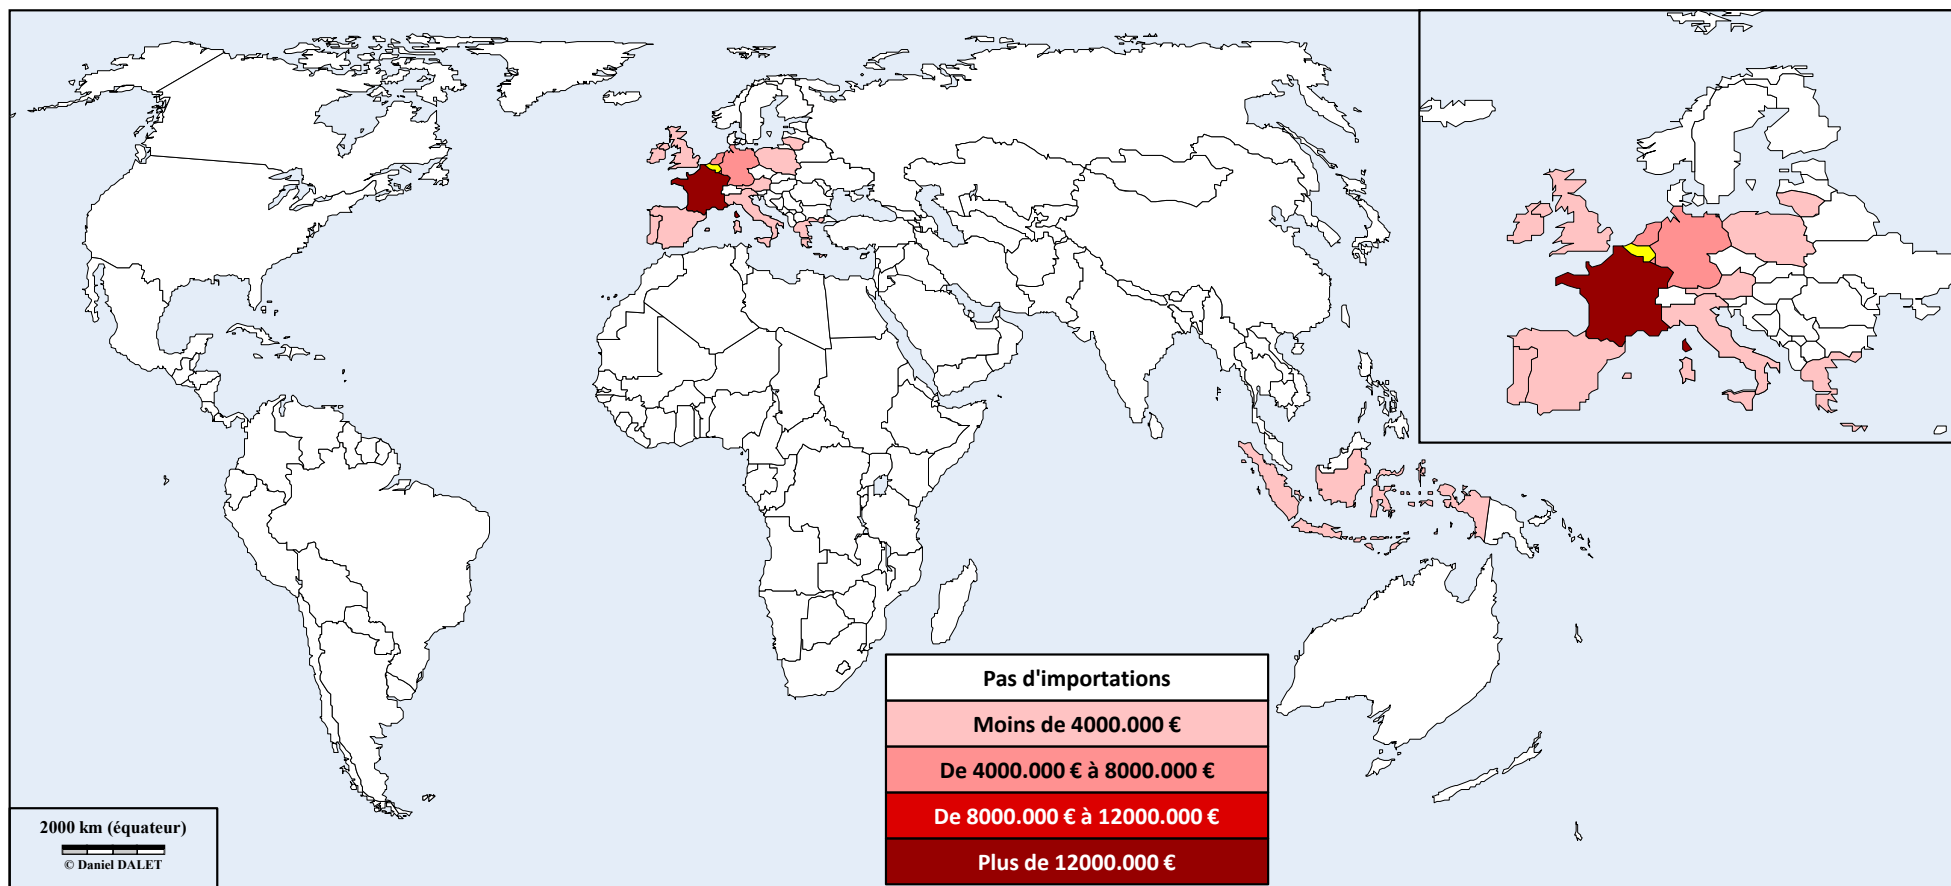 Pas d'importations
Moins de 4000.000 €
De 4000.000 € à 8000.000 €
De 8000.000 € à 12000.000 €
Plus de 12000.000 €
2000 km (équateur)
© Daniel DALET